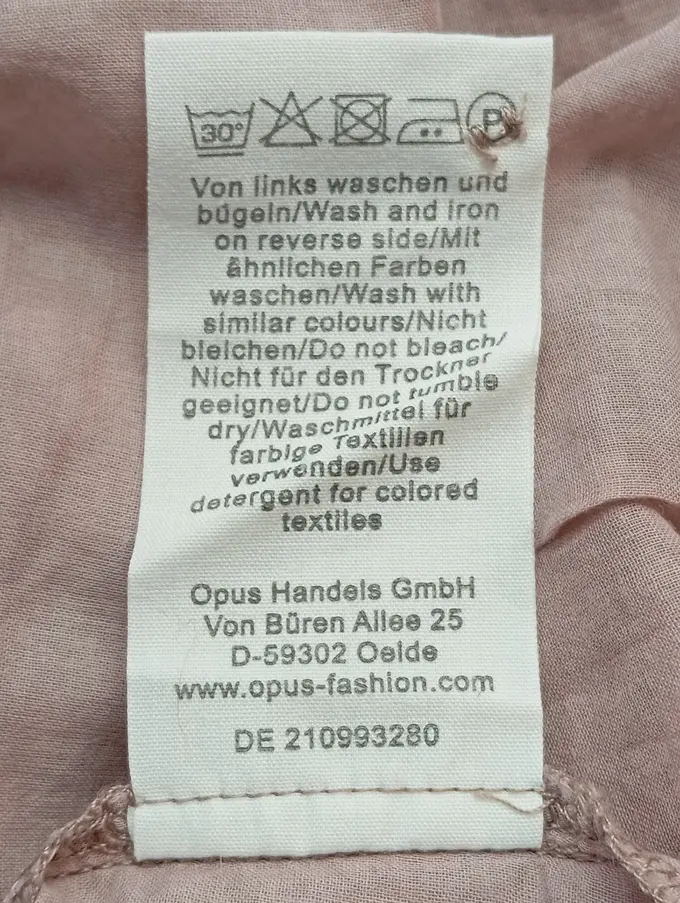 30°
P
Von links waschen und
bügeln/Wash and iron
on reverse side/Mit
ähnlichen Farben
waschen/Wash with
similar colours/Nicht
bleichen/Do not bleach/
Nicht für den Trockner
geeignet/Do not tumble
dry/Waschmittel für
farbige Textilien
verwenden/Use
detergent for colored
textiles
Opus Handels GmbH
Von Büren Allee 25
D-59302 Oelde
www.opus-fashion.com
DE 210993280